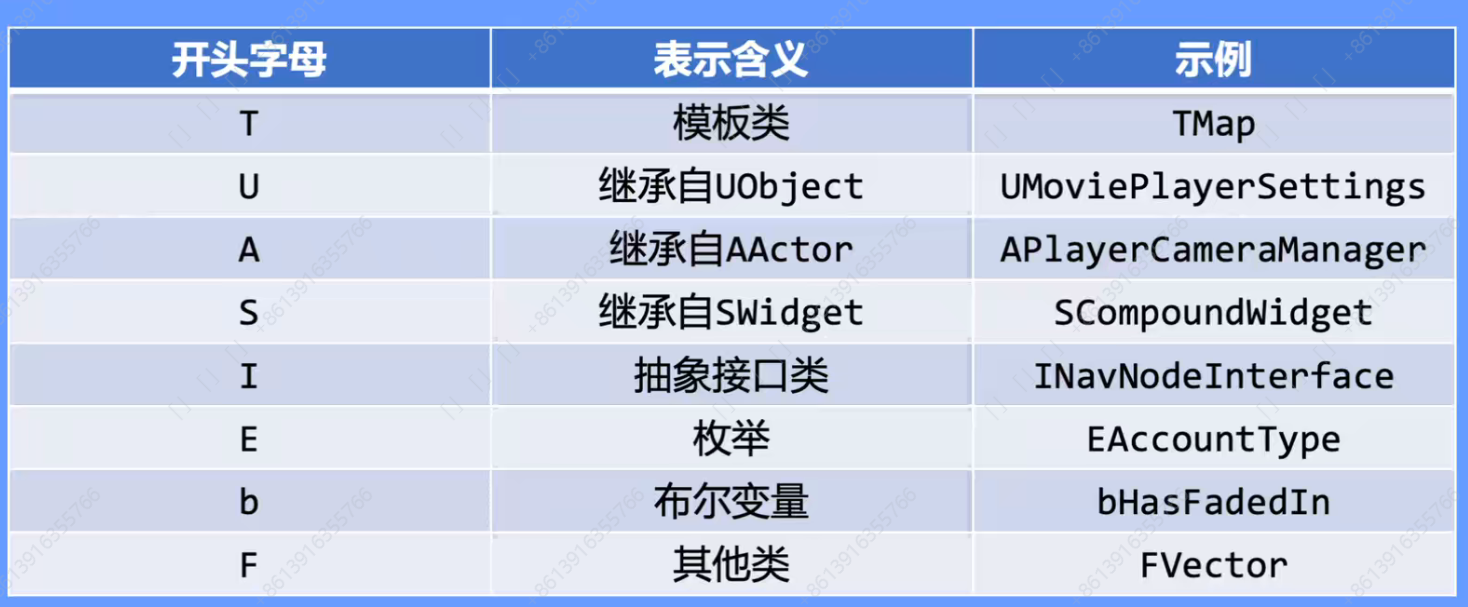 开头字母 表示含义 示例
T 模板类 TMap
U 继承自UObject UMoviePlayerSettings
A 继承自AActor APlayerCameraManager
S 继承自SWidget SCompoundWidget
I 抽象接口类 INavNodeInterface
E 枚举 EAccountType
b 布尔变量 bHasFadedIn
F 其他类 FVector
+8613916355766